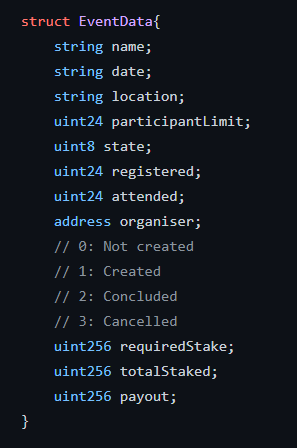 struct EventData{
    string name;
    string date;
    string location;
    uint24 participantLimit;
    uint8 state;
    uint24 registered;
    uint24 attended;
    address organiser;
    // 0: Not created
    // 1: Created
    // 2: Concluded
    // 3: Cancelled
    uint256 requiredStake;
    uint256 totalStaked;
    uint256 payout;
}